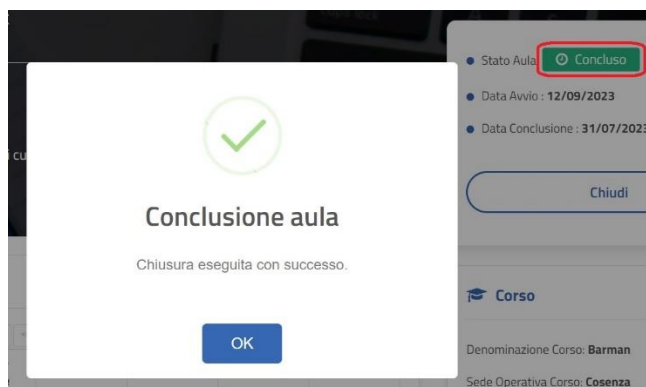 Stato Aula
Concluso
Data Avvio : 12/09/2023
Data Conclusione : 31/07/2023
Chiudi
i cu
Conclusione aula
Chiusura eseguita con successo.
OK
Corso
Denominazione Corso: Barman
Sede Operativa Corso: Cosenza